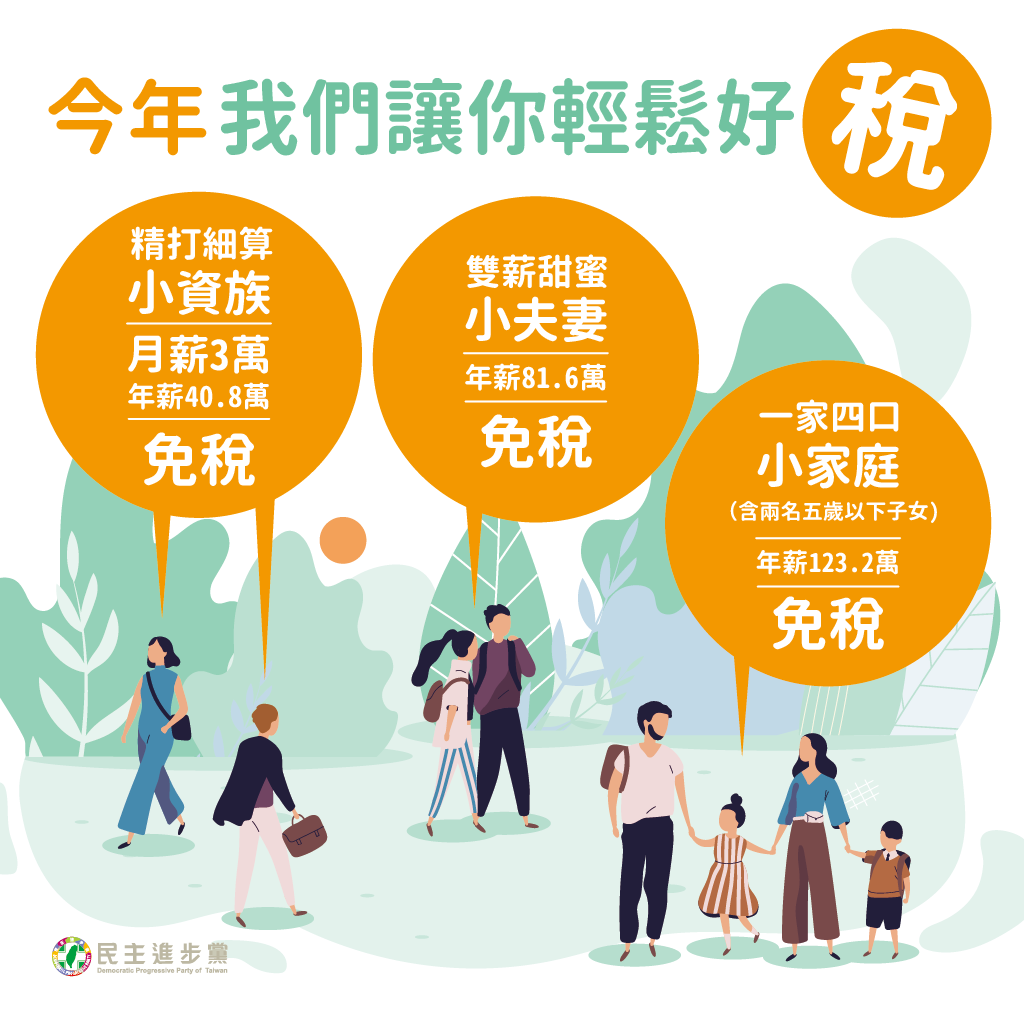 今年我們讓你輕鬆好稅
精打細算
小資族
月薪3萬
年薪40.8萬
免稅
雙薪甜蜜
小夫妻
年薪81.6萬
免稅
一家四口
小家庭
(含兩名五歲以下子女)
年薪123.2萬
免稅
民主進步黨
Democratic Progressive Party of Taiwan